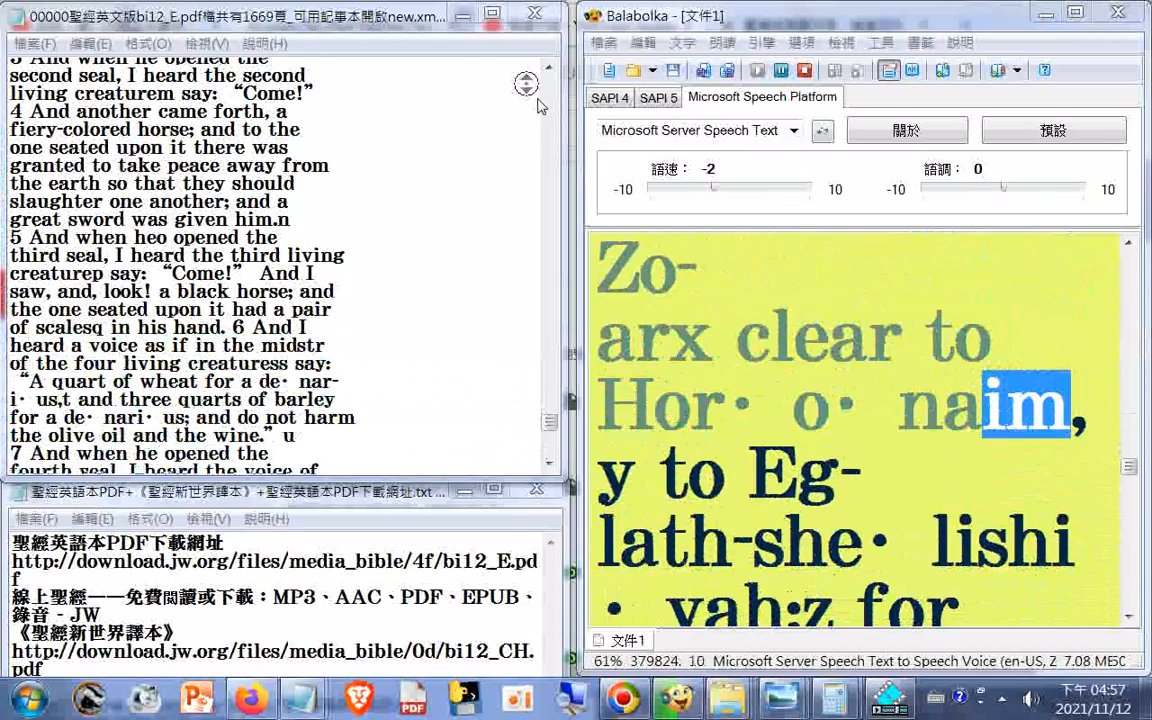 00000聖經英文版bi12_E.pdf檔共有1669頁_可用記事本開啟new.xm...
檔案(F) 編輯(E) 格式(O) 檢視(V) 說明(H)
5 And when he opened the
second seal, I heard the second
living creaturem say: “Come!”
4 And another came forth, a
fiery-colored horse; and to the
one seated upon it there was
granted to take peace away from
the earth so that they should
slaughter one another; and a
great sword was given him.n
5 And when heo opened the
third seal, I heard the third living
creaturep say: “Come!” And I
saw, and, look! a black horse; and
the one seated upon it had a pair
of scalesq in his hand. 6 And I
heard a voice as if in the midstr
of the four living creaturess say:
“A quart of wheat for a de· nar-
i· us,t and three quarts of barley
for a de· nari· us; and do not harm
the olive oil and the wine.” u
7 And when he opened the
fourth seal, I heard the voice of
聖經英語本PDF+《聖經新世界譯本》+聖經英語本PDF下載網址.txt ...
檔案(F) 編輯(E) 格式(O) 檢視(V) 說明(H)
聖經英語本PDF下載網址
http://download.jw.org/files/media_bible/4f/bi12_E.pd
f
線上聖經——免費閱讀或下載：MP3、AAC、PDF、EPUB、
錄音 - JW
《聖經新世界譯本》
http://download.jw.org/files/media_bible/0d/bi12_CH.
pdf
Balabolka - [文件1]
檔案 編輯 文字 朗讀 引擎 選項 檢視 工具 書籤 說明
SAPI 4 SAPI 5 Microsoft Speech Platform
Microsoft Server Speech Text 關於 預設
語速： -2 語調： 0
-10 10 -10 10
Zo-
arx clear to
Hor· o· naim,
y to Eg-
lath-she· lishi
· yah:z for
文件1
61% 379824. 10 Microsoft Server Speech Text to Speech Voice (en-US, Z 7.08 МБ
下午 04:57
2021/11/12